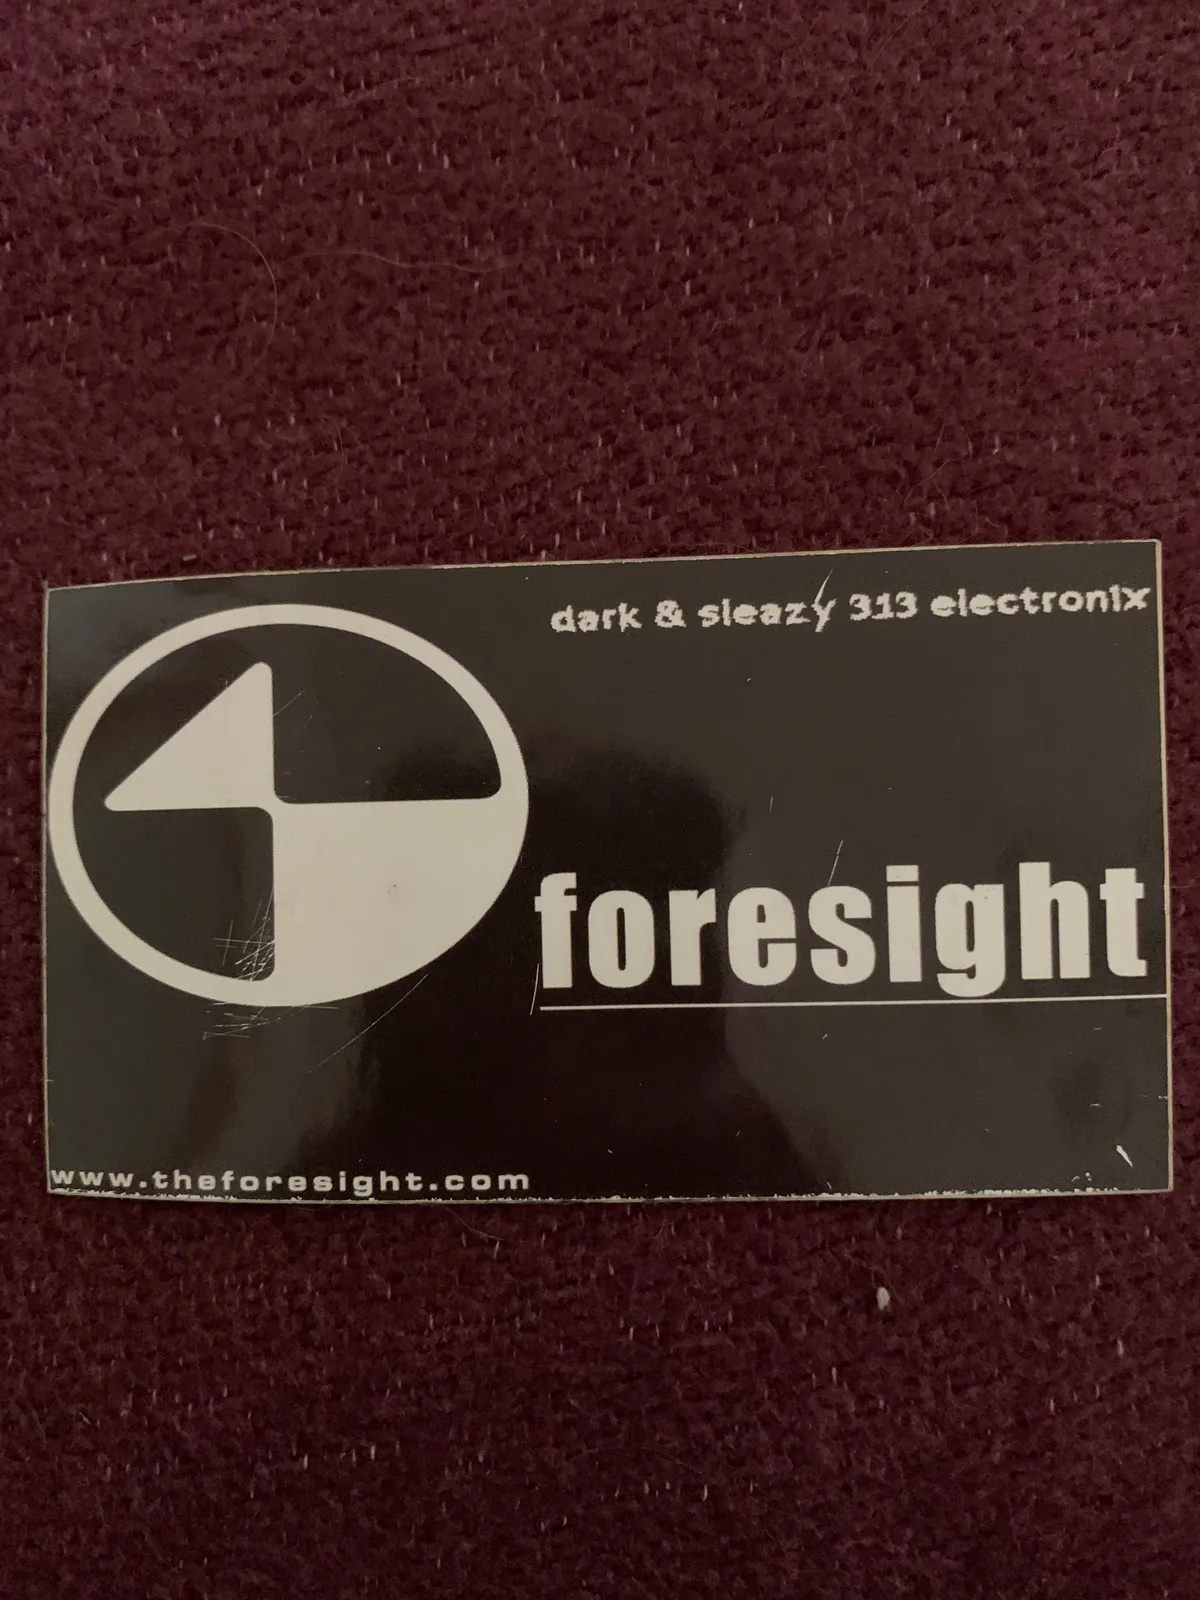 dark & sleazy 313 electronix
foresight
www.theforesight.com